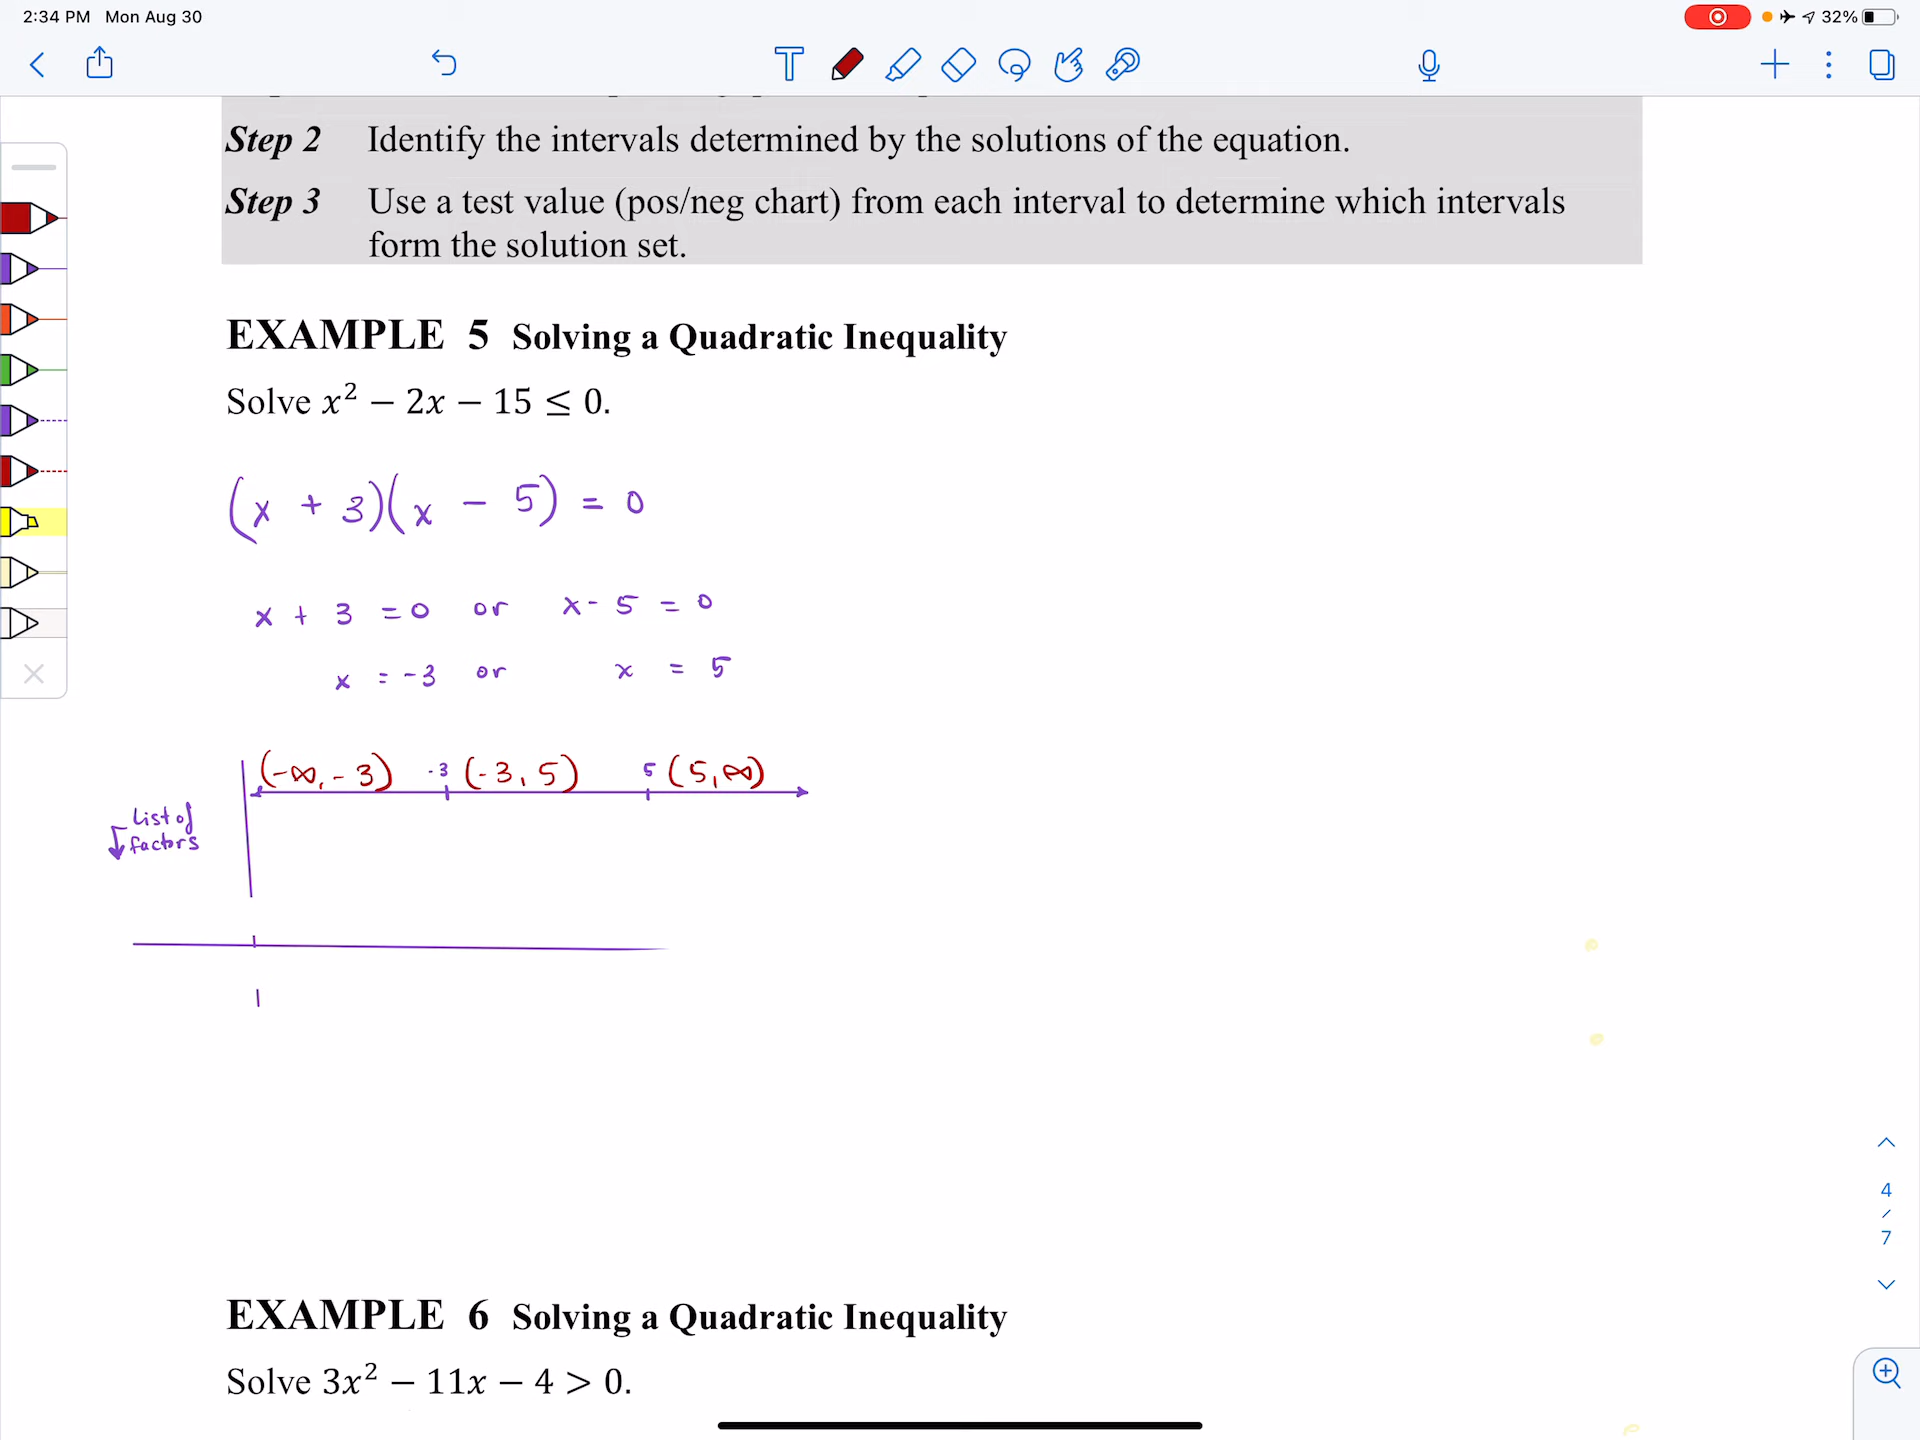 2:34 PM Mon Aug 30
32%
Step 2 Identify the intervals determined by the solutions of the equation.
Step 3 Use a test value (pos/neg chart) from each interval to determine which intervals
form the solution set.
EXAMPLE 5 Solving a Quadratic Inequality
Solve x² − 2x − 15 ≤ 0.
(x + 3)(x − 5) = 0
x + 3 = 0 or x - 5 = 0
x = -3 or x = 5
(-∞, -3) -3 (-3, 5) 5 (5, ∞)
List of
factors
4
/
7
EXAMPLE 6 Solving a Quadratic Inequality
Solve 3x² − 11x − 4 > 0.